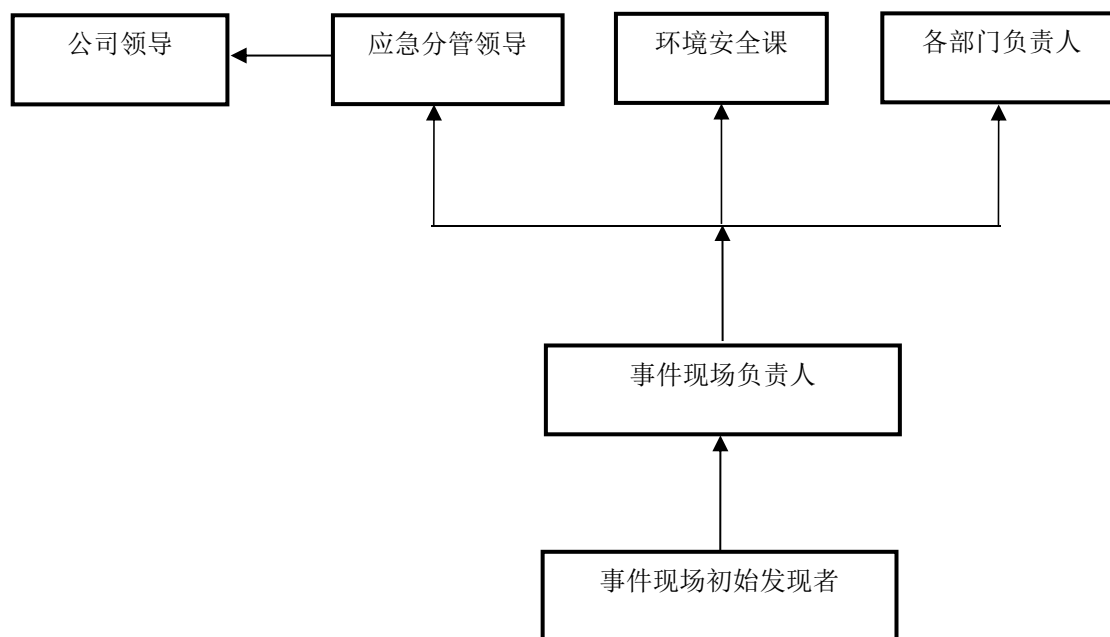 公司领导
应急分管领导
环境安全课
各部门负责人
事件现场负责人
事件现场初始发现者